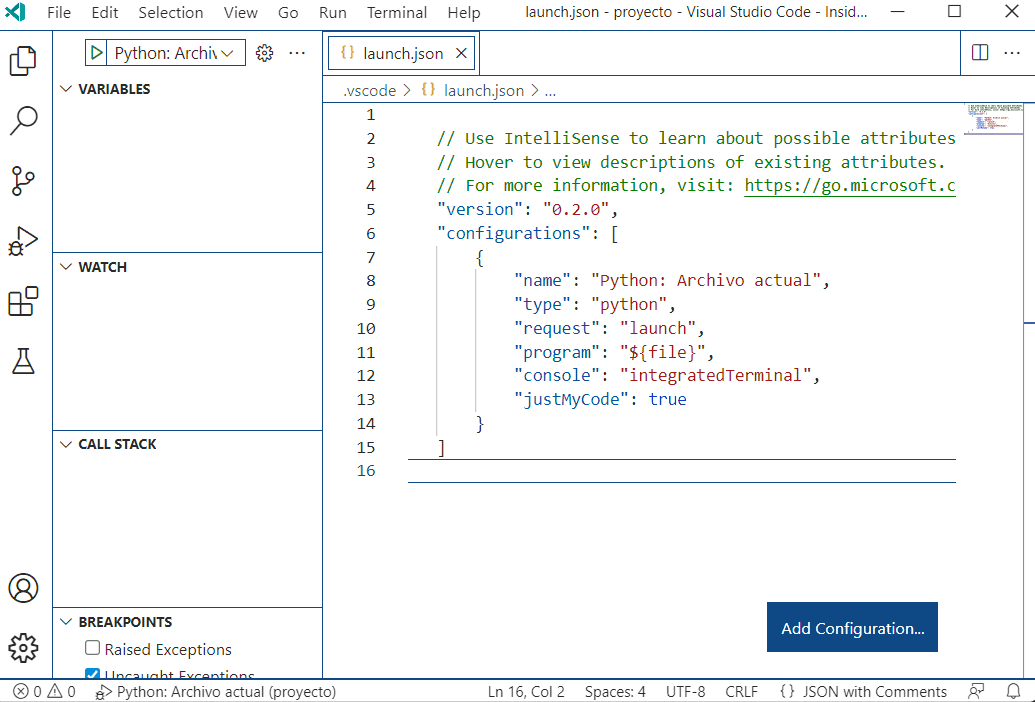 File Edit Selection View Go Run Terminal Help launch.json - proyecto - Visual Studio Code - Insid...
Python: Archiv
launch.json
VARIABLES
.vscode > {} launch.json > ...
1
2 // Use IntelliSense to learn about possible attributes
3 // Hover to view descriptions of existing attributes.
4 // For more information, visit: https://go.microsoft.c
5 "version": "0.2.0",
6 "configurations": [
7 {
8 "name": "Python: Archivo actual",
9 "type": "python",
10 "request": "launch",
11 "program": "${file}",
12 "console": "integratedTerminal",
13 "justMyCode": true
14 }
15 ]
16
WATCH
CALL STACK
BREAKPOINTS
Raised Exceptions
Uncaught Exceptions
Add Configuration...
0 0 Python: Archivo actual (proyecto) Ln 16, Col 2 Spaces: 4 UTF-8 CRLF {} JSON with Comments